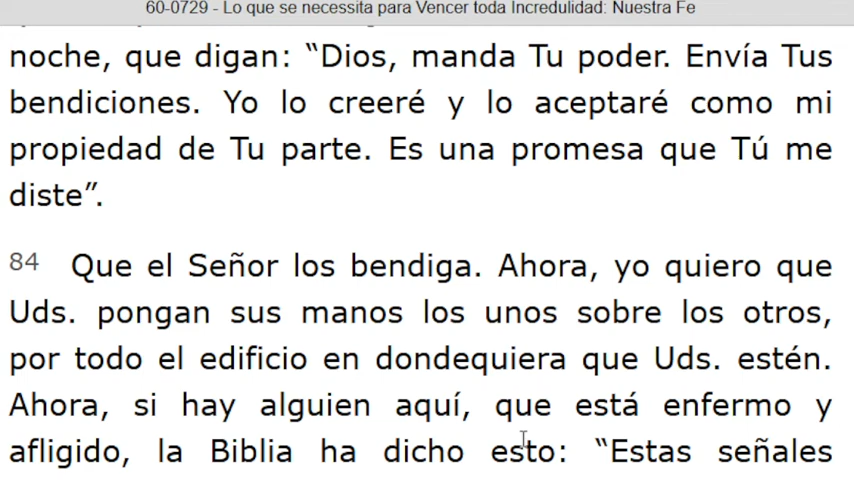 60-0729 - Lo que se necessita para Vencer toda Incredulidad: Nuestra Fe
noche, que digan: “Dios, manda Tu poder. Envía Tus
bendiciones. Yo lo creeré y lo aceptaré como mi
propiedad de Tu parte. Es una promesa que Tú me
diste”.
84 Que el Señor los bendiga. Ahora, yo quiero que
Uds. pongan sus manos los unos sobre los otros,
por todo el edificio en dondequiera que Uds. estén.
Ahora, si hay alguien aquí, que está enfermo y
afligido, la Biblia ha dicho esto: “Estas señales